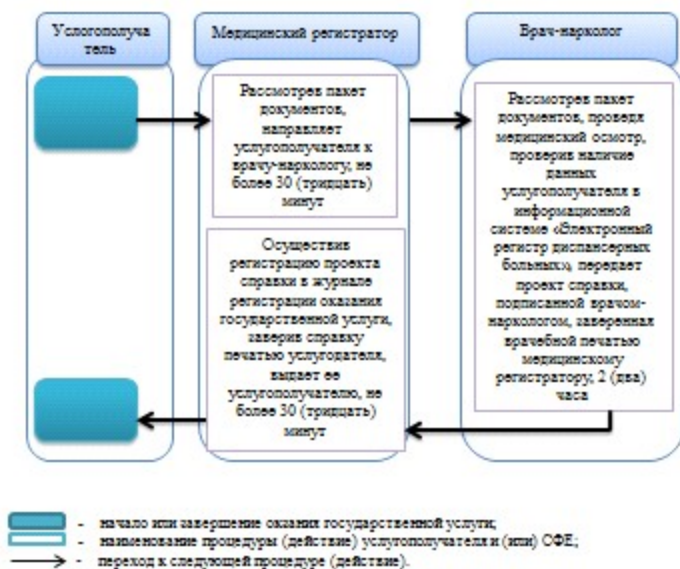 Услогополуча
тель
Медицинский регистратор
Врач-нарколог
Рассмотрев пакет
документов,
направляет
услугополучателя к
врачу-наркологу, не
более 30 (тридцать)
минут
Осуществив
регистрацию проекта
справки в журнале
регистрации оказания
государственной услуги,
заверив справку
печатью услугодателя,
выдает ее
услугополучателю, не
более 30 (тридцать)
минут
Рассмотрев пакет
документов, проведя
медицинский осмотр,
проверив наличие
данных
услугополучателя в
информационной
системе «Электронный
регистр диспансерных
больных», передает
проект справки,
подписанной врачом-
наркологом, заверенная
врачебной печатью
медицинскому
регистратору, 2 (два)
часа
- начало или завершение окзания государственной услуги;
- наименование процедуры (действие) услугополучателя и (или) СФЕ;
- переход к следующей процедуре (действие).